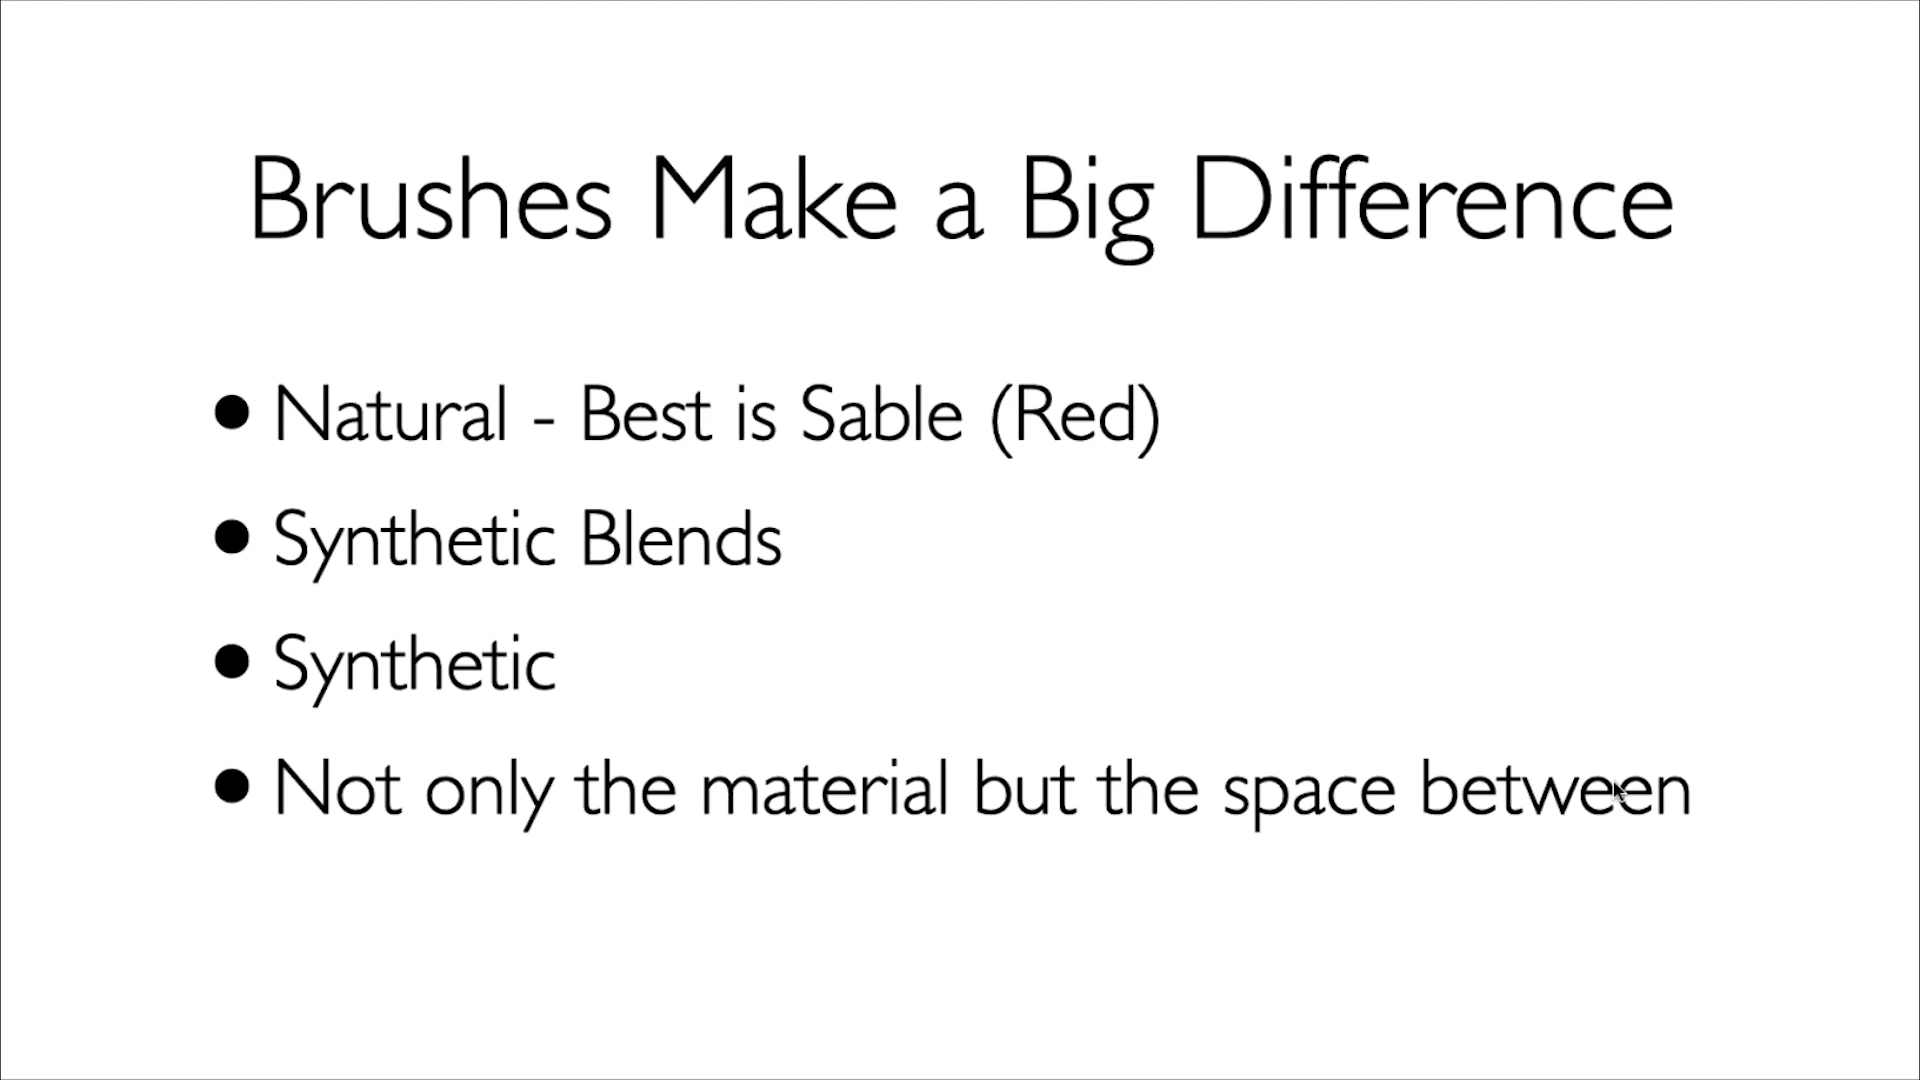 Brushes Make a Big Difference
• Natural - Best is Sable (Red)
• Synthetic Blends
• Synthetic
• Not only the material but the space between